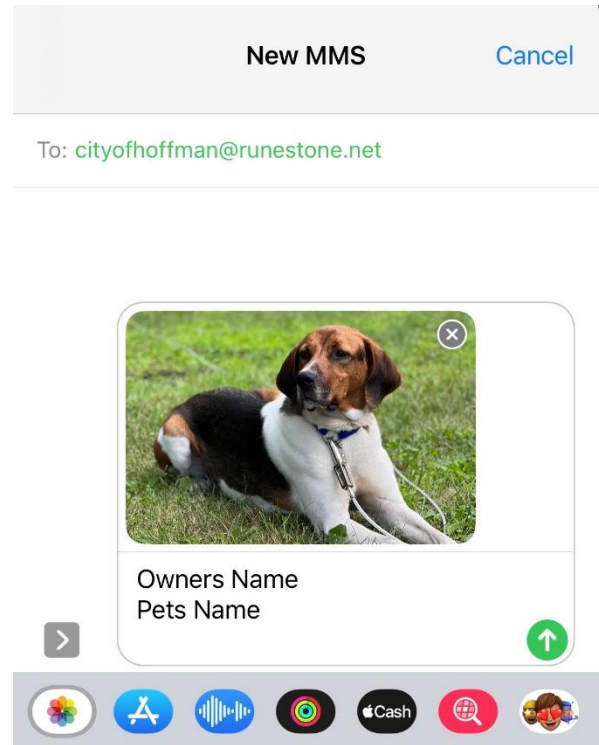 New MMS
Cancel
To: cityofhoffman@runestone.net
Owners Name
Pets Name
Cash